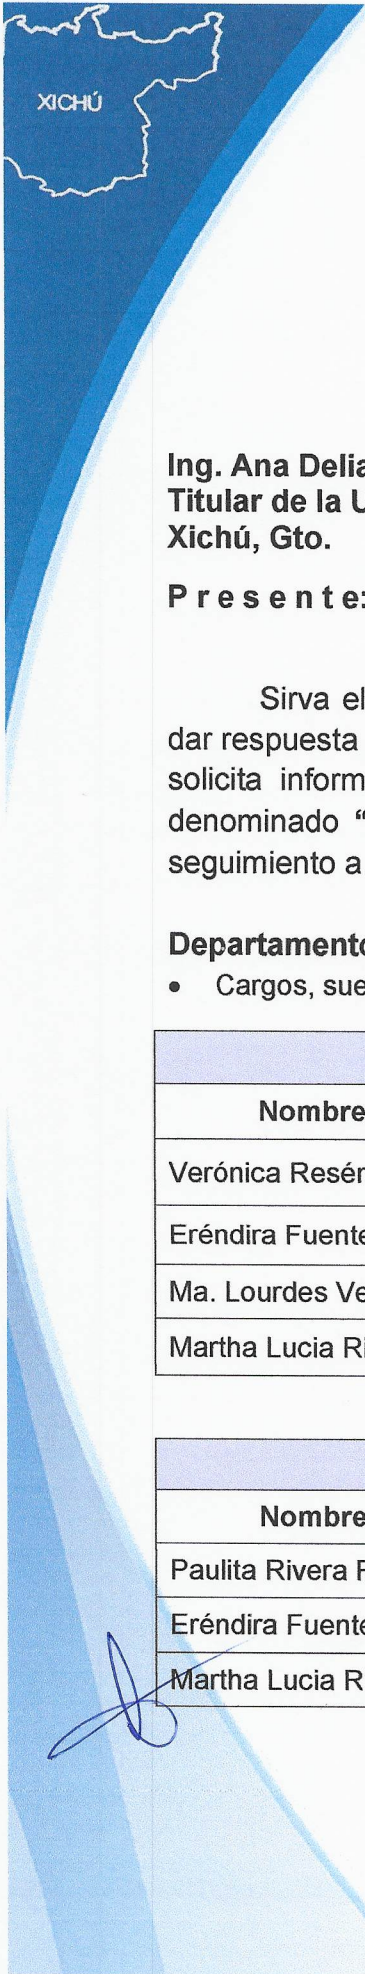 XICHÚ
Ing. Ana Delia
Titular de la U
Xichú, Gto.
P r e s e n t e:
Sirva el
dar respuesta
solicita inform
denominado “
seguimiento a
Departamento
• Cargos, sue
Nombre
Verónica Resén
Eréndira Fuente
Ma. Lourdes Ve
Martha Lucia Ri
Nombre
Paulita Rivera R
Eréndira Fuente
Martha Lucia R